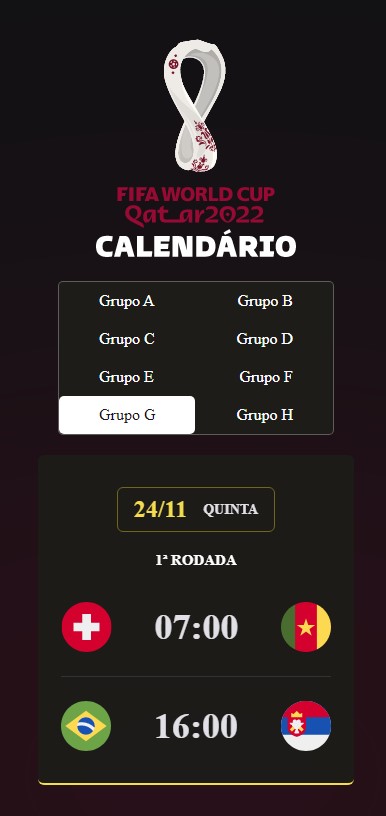 FIFA WORLD CUP
Qatar2022
CALENDÁRIO
Grupo A Grupo B
Grupo C Grupo D
Grupo E Grupo F
Grupo G Grupo H
24/11 QUINTA
1ª RODADA
07:00
16:00